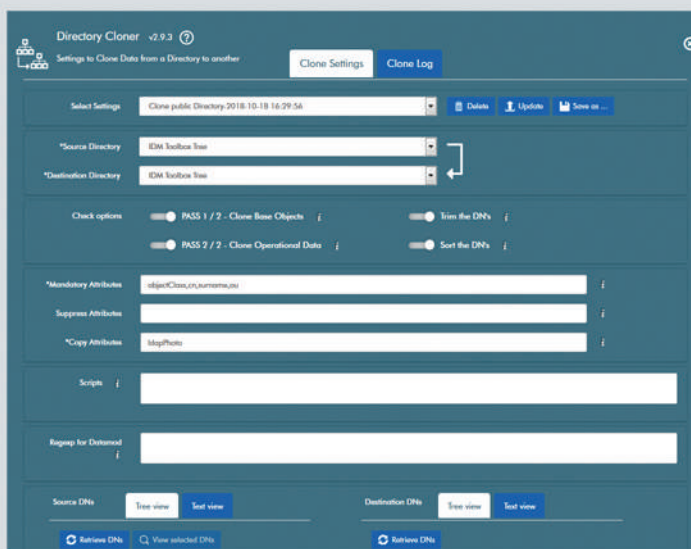 Directory Cloner v2.9.3 ?
Settings to Clone Data from a Directory to another
Clone Settings Clone Log
Select Settings Clone public Directory-2018-10-18 16:29:56 Delete Update Save as ...
*Source Directory IDM Toolbox Tree
*Destination Directory IDM Toolbox Tree
Check options PASS 1 / 2 - Clone Base Objects i Trim the DN's i
PASS 2 / 2 - Clone Operational Data i Sort the DN's i
*Mandatory Attributes objectClass,cn,surname,ou i
Suppress Attributes i
*Copy Attributes ldapPhoto i
Scripts i
Regexp for Datamod
i
Source DNs Tree view Text view Destination DNs Tree view Text view
Retrieve DNs View selected DNs Retrieve DNs